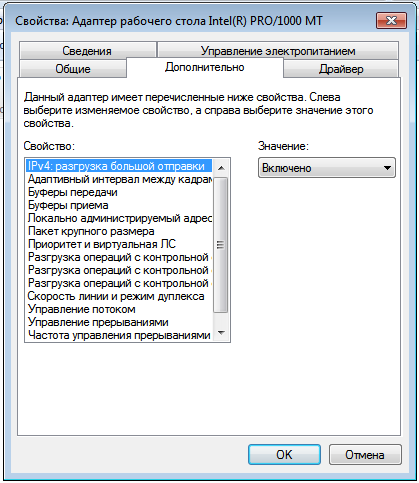 Свойства: Адаптер рабочего стола Intel(R) PRO/1000 MT
Сведения
Управление электропитанием
Общие
Дополнительно
Драйвер
Данный адаптер имеет перечисленные ниже свойства. Слева
выберите изменяемое свойство, а справа выберите значение этого
свойства.
Свойство:
Значение:
IPv4: разгрузка большой отправки
Включено
Адаптивный интервал между кадрам
Буферы передачи
Буферы приема
Локально администрируемый адрес
Пакет крупного размера
Приоритет и виртуальная ЛС
Разгрузка операций с контрольной
Разгрузка операций с контрольной
Разгрузка операций с контрольной
Скорость линии и режим дуплекса
Управление потоком
Управление прерываниями
Частота управления прерываниями
OK
Отмена